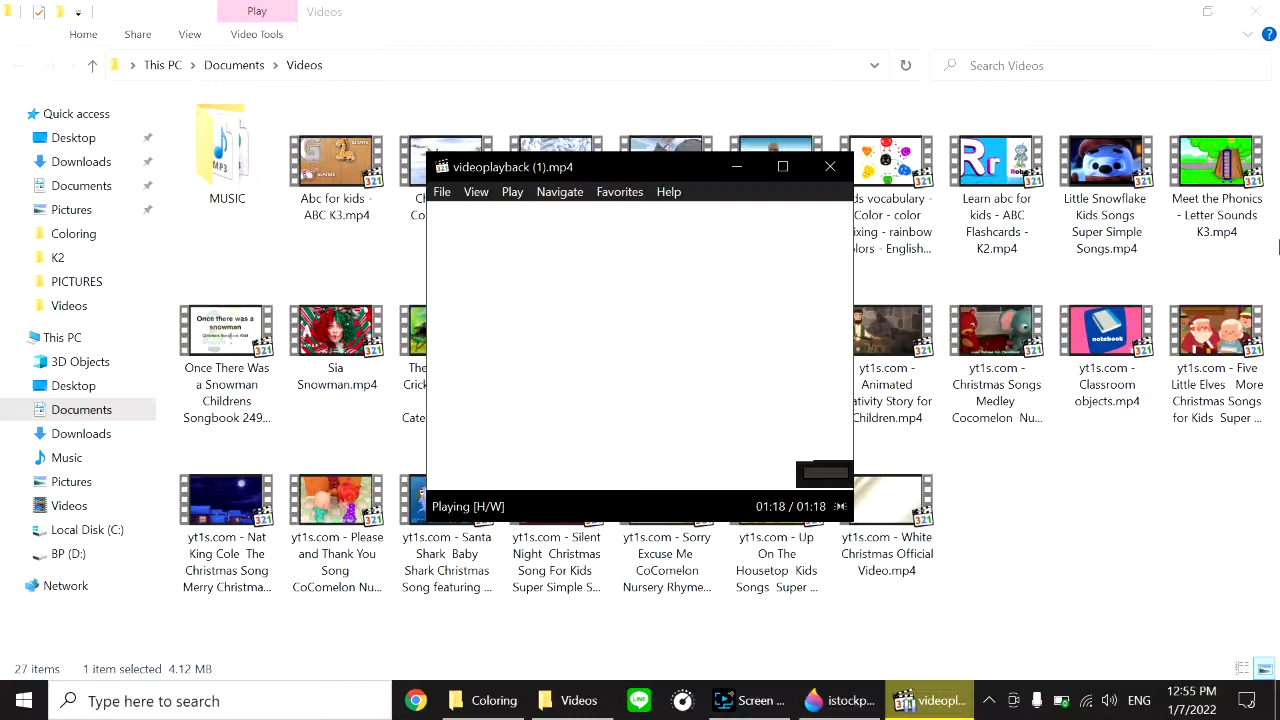 Play
Videos
Home
Share
View
Video Tools
This PC
Documents
Videos
Search Videos
Quick access
Desktop
Downloads
Documents
Pictures
Coloring
K2
PICTURES
Videos
This PC
3D Objects
Desktop
Documents
Downloads
Music
Pictures
Videos
Local Disk (C:)
BP (D:)
Network
MP3
MUSIC
Abc for kids -
ABC K3.mp4
videoplayback (1).mp4
File
View
Play
Navigate
Favorites
Help
Playing [H/W]
01:18 / 01:18
vocabulary -
Color - color
rainbow
English...
Rr
Learn abc for
kids - ABC
Flashcards -
K2.mp4
Little Snowflake
Kids Songs
Super Simple
Songs.mp4
Meet the Phonics
- Letter Sounds
K3.mp4
Once there was a
snowman
Once There Was
a Snowman
Childrens
Songbook 249...
Sia
Snowman.mp4
yt1s.com -
Animated
Story for
Children.mp4
yt1s.com -
Christmas Songs
Medley
Cocomelon Nu...
notebook
yt1s.com -
Classroom
objects.mp4
yt1s.com - Five
Little Elves More
Christmas Songs
for Kids Super ...
yt1s.com - Nat
King Cole The
Christmas Song
Merry Christma...
yt1s.com - Please
and Thank You
Song
CoComelon Nu...
yt1s.com - Santa
Shark Baby
Shark Christmas
Song featuring ...
yt1s.com - Silent
Night Christmas
Song For Kids
Super Simple S...
yt1s.com - Sorry
Excuse Me
CoComelon
Nursery Rhyme...
yt1s.com - Up
On The
Housetop Kids
Songs Super ...
yt1s.com - White
Christmas Official
Video.mp4
27 items
1 item selected 4.12 MB
Type here to search
Coloring
Videos
LINE
Screen ...
istockp...
videopl...
ENG
12:55 PM
1/7/2022